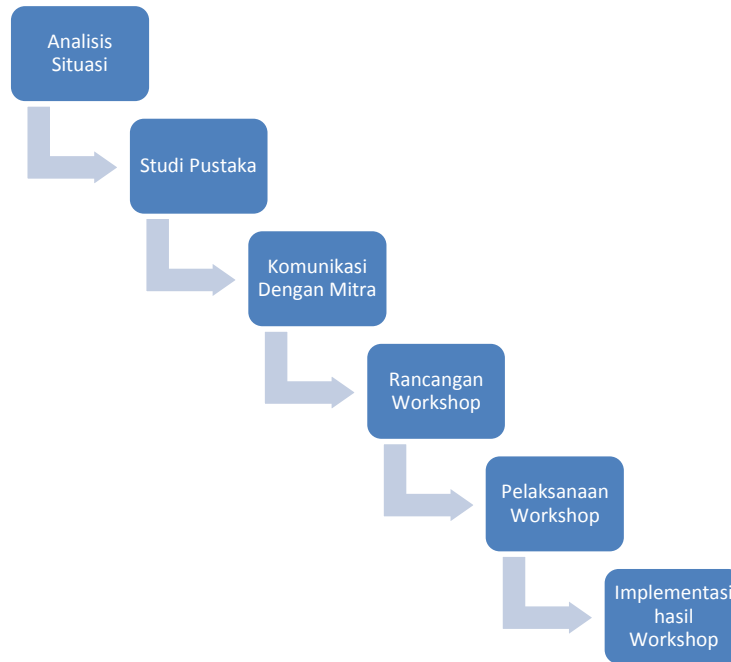 Analisis
Situasi
Studi Pustaka
Komunikasi
Dengan Mitra
Rancangan
Workshop
Pelaksanaan
Workshop
Implementasi
hasil
Workshop